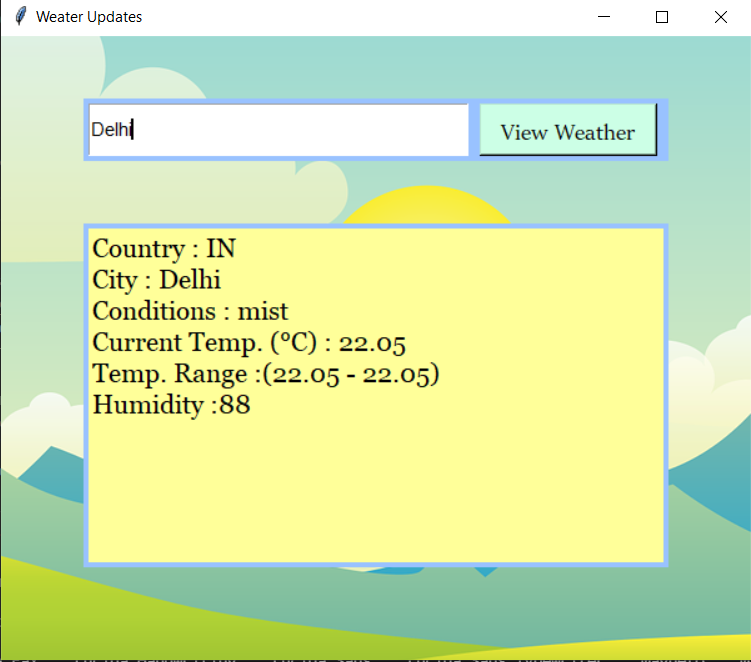 Weater Updates
Delhi
View Weather
Country : IN
City : Delhi
Conditions : mist
Current Temp. (°C) : 22.05
Temp. Range :(22.05 - 22.05)
Humidity :88